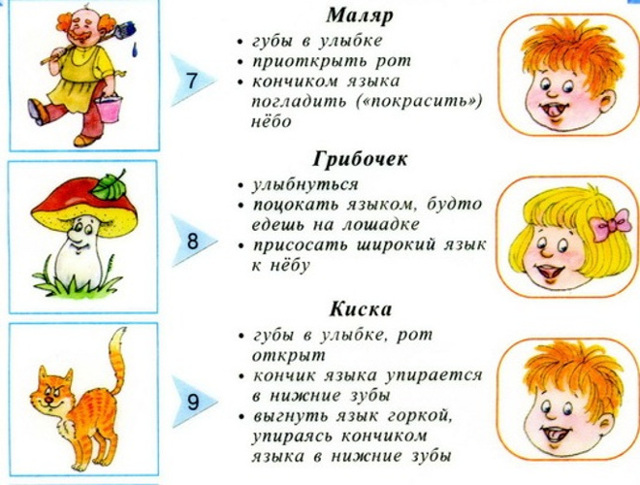 Маляр
7
• губы в улыбке
• приоткрыть рот
• кончиком языка
погладить («покрасить»)
нёбо
Грибочек
8
• улыбнуться
• поцокать языком, будто
едешь на лошадке
• присосать широкий язык
к нёбу
Киска
9
• губы в улыбке, рот
открыт
• кончик языка упирается
в нижние зубы
• выгнуть язык горкой,
упираясь кончиком
языка в нижние зубы